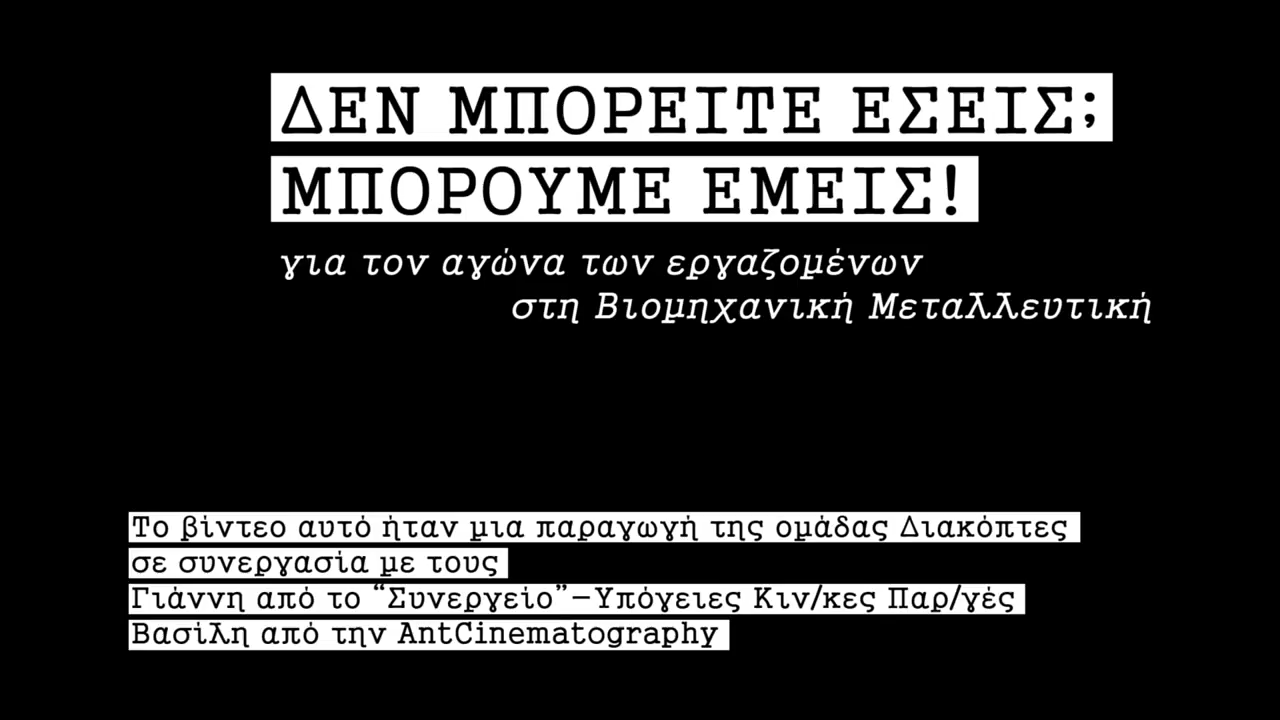 ΔΕΝ ΜΠΟΡΕΙΤΕ ΕΣΕΙΣ;
ΜΠΟΡΟΥΜΕ ΕΜΕΙΣ!
για τον αγώνα των εργαζομένων
στη Βιομηχανική Μεταλλευτική
Το βίντεο αυτό ήταν μια παραγωγή της ομάδας Διακόπτες
σε συνεργασία με τους
Γιάννη από το “Συνεργείο”–Υπόγειες Κιν/κες Παρ/γές
Βασίλη από την AntCinematography